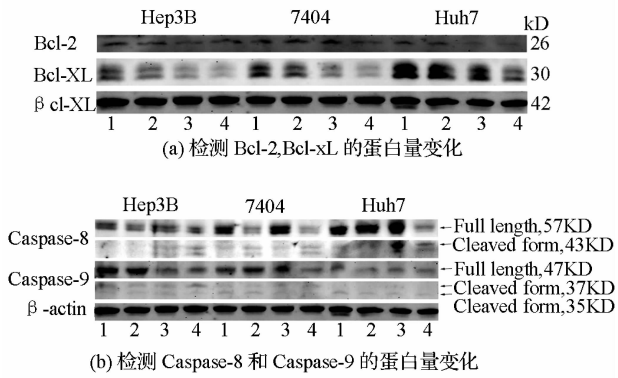 Hep3B 7404 Huh7 kD
Bcl-2 26
Bcl-XL 30
βcl-XL 42
1 2 3 4 1 2 3 4 1 2 3 4
(a) 检测 Bcl-2,Bcl-xL 的蛋白量变化
Hep3B 7404 Huh7
Caspase-8 Full length,57KD
Cleaved form,43KD
Caspase-9 Full length,47KD
Cleaved form,37KD
β-actin Cleaved form,35KD
1 2 3 4 1 2 3 4 1 2 3 4
(b) 检测 Caspase-8 和 Caspase-9 的蛋白量变化